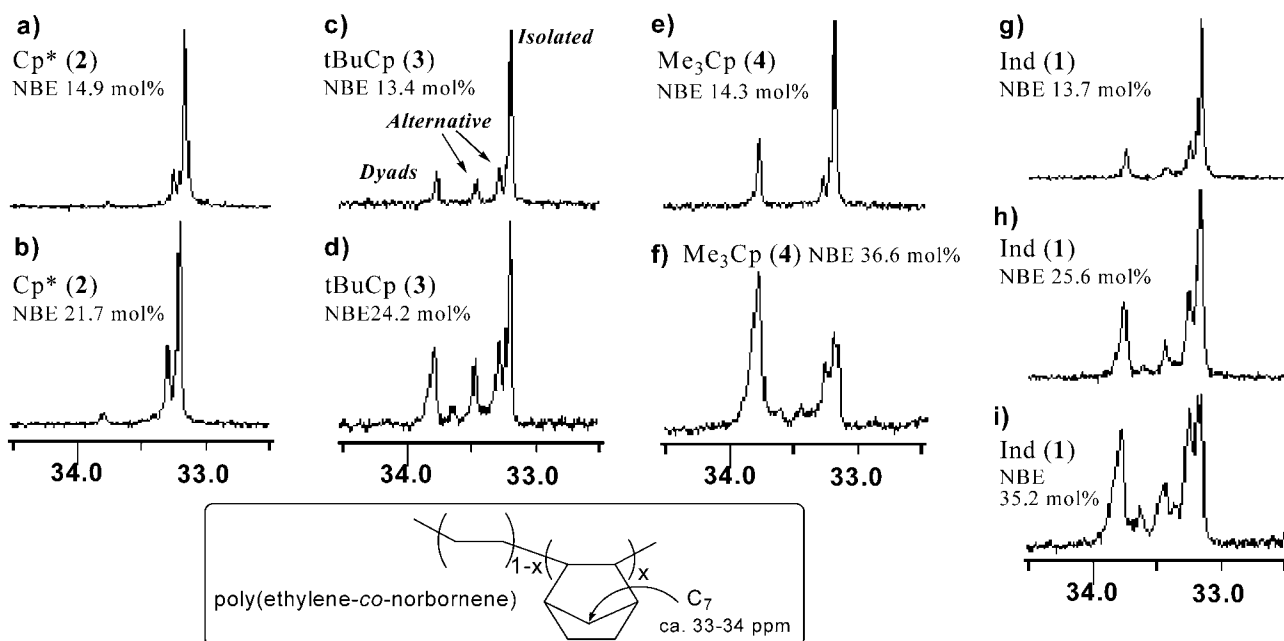 a)
Cp* (2)
NBE 14.9 mol%
b)
Cp* (2)
NBE 21.7 mol%
34.0 33.0
c)
tBuCp (3)
NBE 13.4 mol%
Isolated
Alternative
Dyads
d)
tBuCp (3)
NBE24.2 mol%
34.0 33.0
e)
Me3Cp (4)
NBE 14.3 mol%
f) Me3Cp (4) NBE 36.6 mol%
34.0 33.0
g)
Ind (1)
NBE 13.7 mol%
h)
Ind (1)
NBE 25.6 mol%
i)
Ind (1)
NBE
35.2 mol%
34.0 33.0
1-x x
poly(ethylene-co-norbornene)
C7
ca. 33-34 ppm